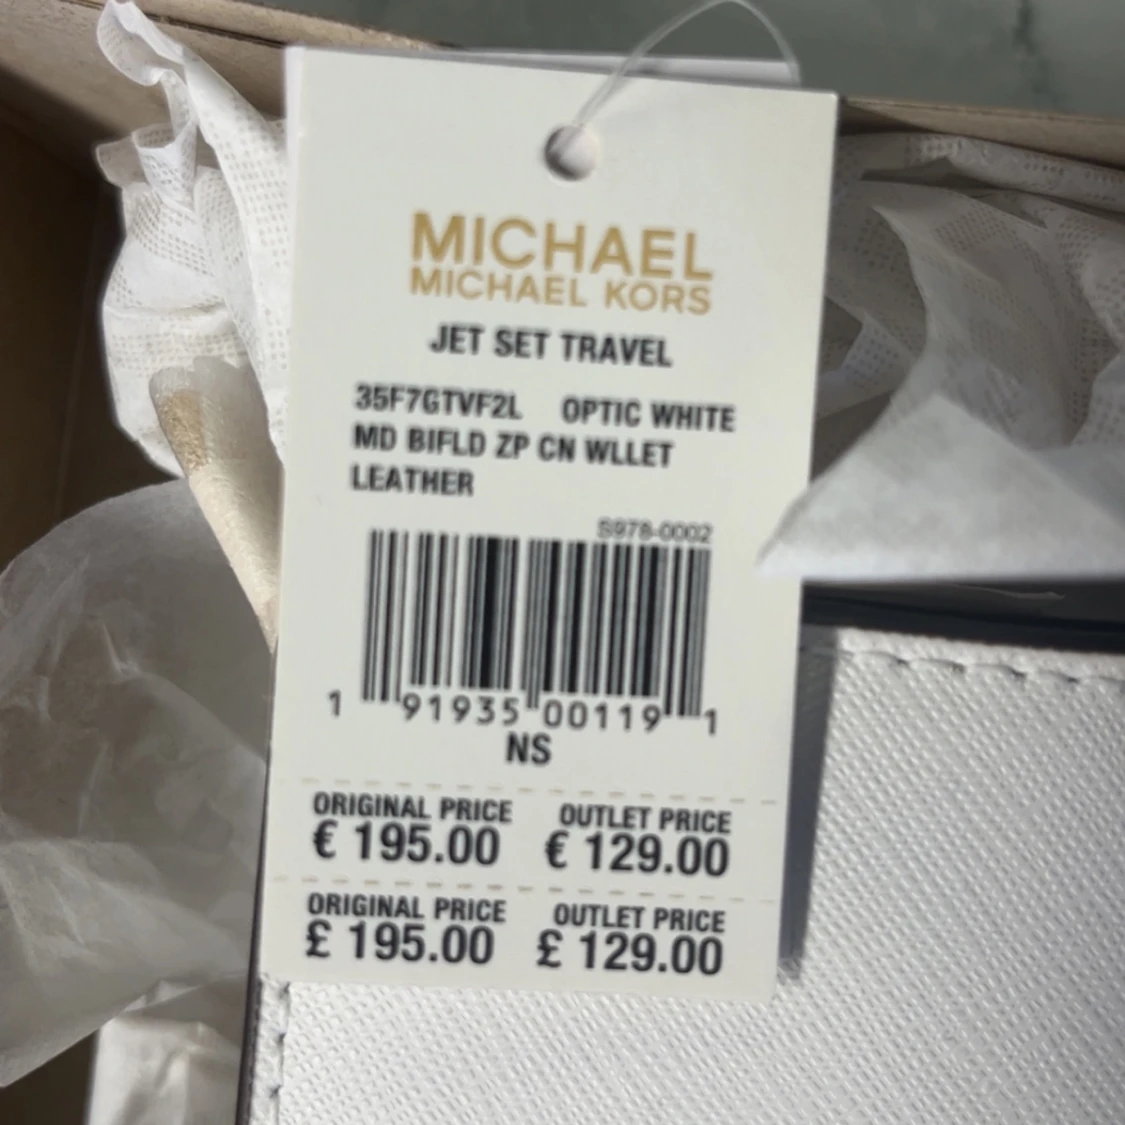 MICHAEL
MICHAEL KORS
JET SET TRAVEL
35F7GTVF2L OPTIC WHITE
MD BIFLD ZP CN WLLET
LEATHER
S978-0002
1 91935 00119 1
NS
ORIGINAL PRICE OUTLET PRICE
€ 195.00 € 129.00
ORIGINAL PRICE OUTLET PRICE
£ 195.00 £ 129.00